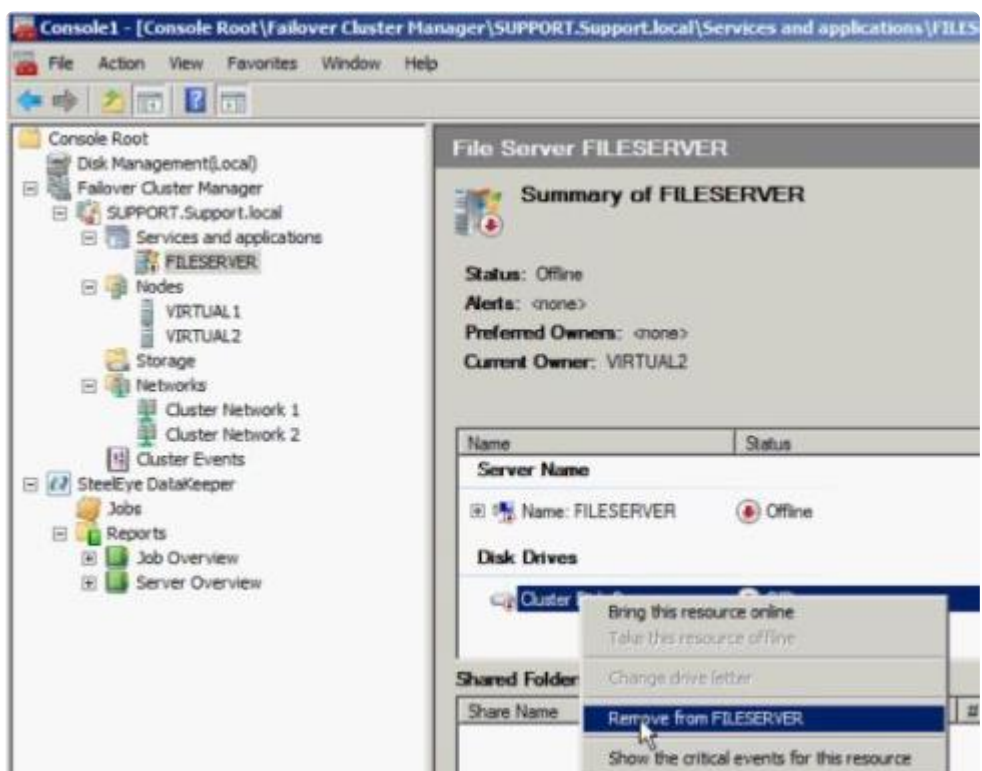 Console1 - [Console Root\Failover Cluster Manager\SUPPORT.Support.local\Services and applications\FILES
File Action View Favorites Window Help
Console Root
Disk Management(Local)
Failover Cluster Manager
SUPPORT.Support.local
Services and applications
FILESERVER
Nodes
VIRTUAL1
VIRTUAL2
Storage
Networks
Cluster Network 1
Cluster Network 2
Cluster Events
SteelEye DataKeeper
Jobs
Reports
Job Overview
Server Overview
File Server FILESERVER
Summary of FILESERVER
Status: Offline
Alerts: <none>
Preferred Owners: <none>
Current Owner: VIRTUAL2
Name Status
Server Name
Name: FILESERVER Offline
Disk Drives
Cluster
Bring this resource online
Take this resource offline
Change drive letter
Remove from FILESERVER
Show the critical events for this resource
Shared Folder
Share Name #